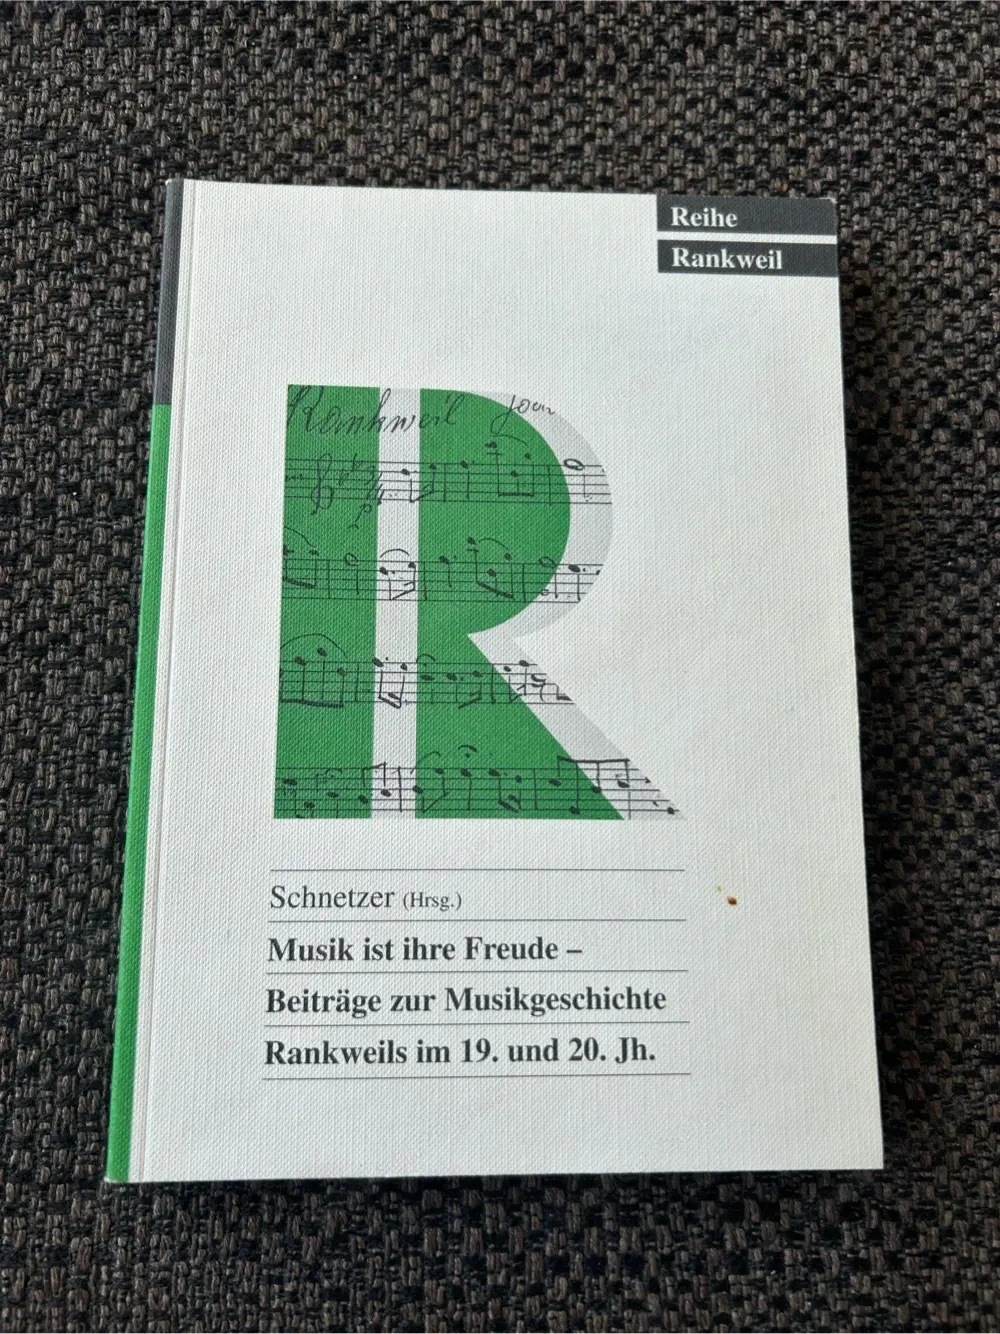 Reihe
Rankweil
Rankweil
Schnetzer (Hrsg.)
Musik ist ihre Freude –
Beiträge zur Musikgeschichte
Rankweils im 19. und 20. Jh.